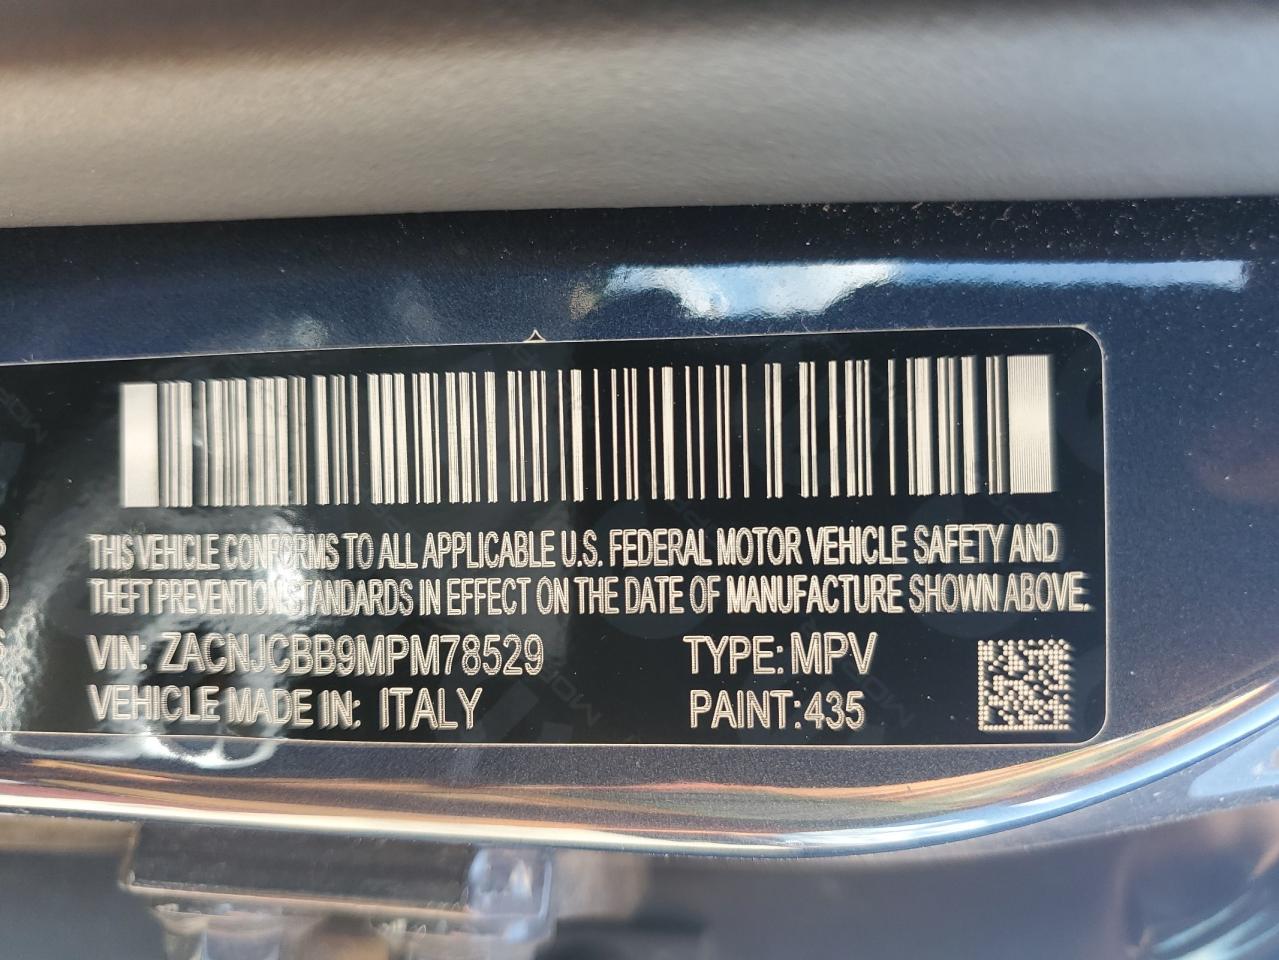 THIS VEHICLE CONFORMS TO ALL APPLICABLE U.S. FEDERAL MOTOR VEHICLE SAFETY AND
THEFT PREVENTION STANDARDS IN EFFECT ON THE DATE OF MANUFACTURE SHOWN ABOVE.
VIN: ZACNJCBB9MPM78529 TYPE: MPV
VEHICLE MADE IN: ITALY PAINT:435